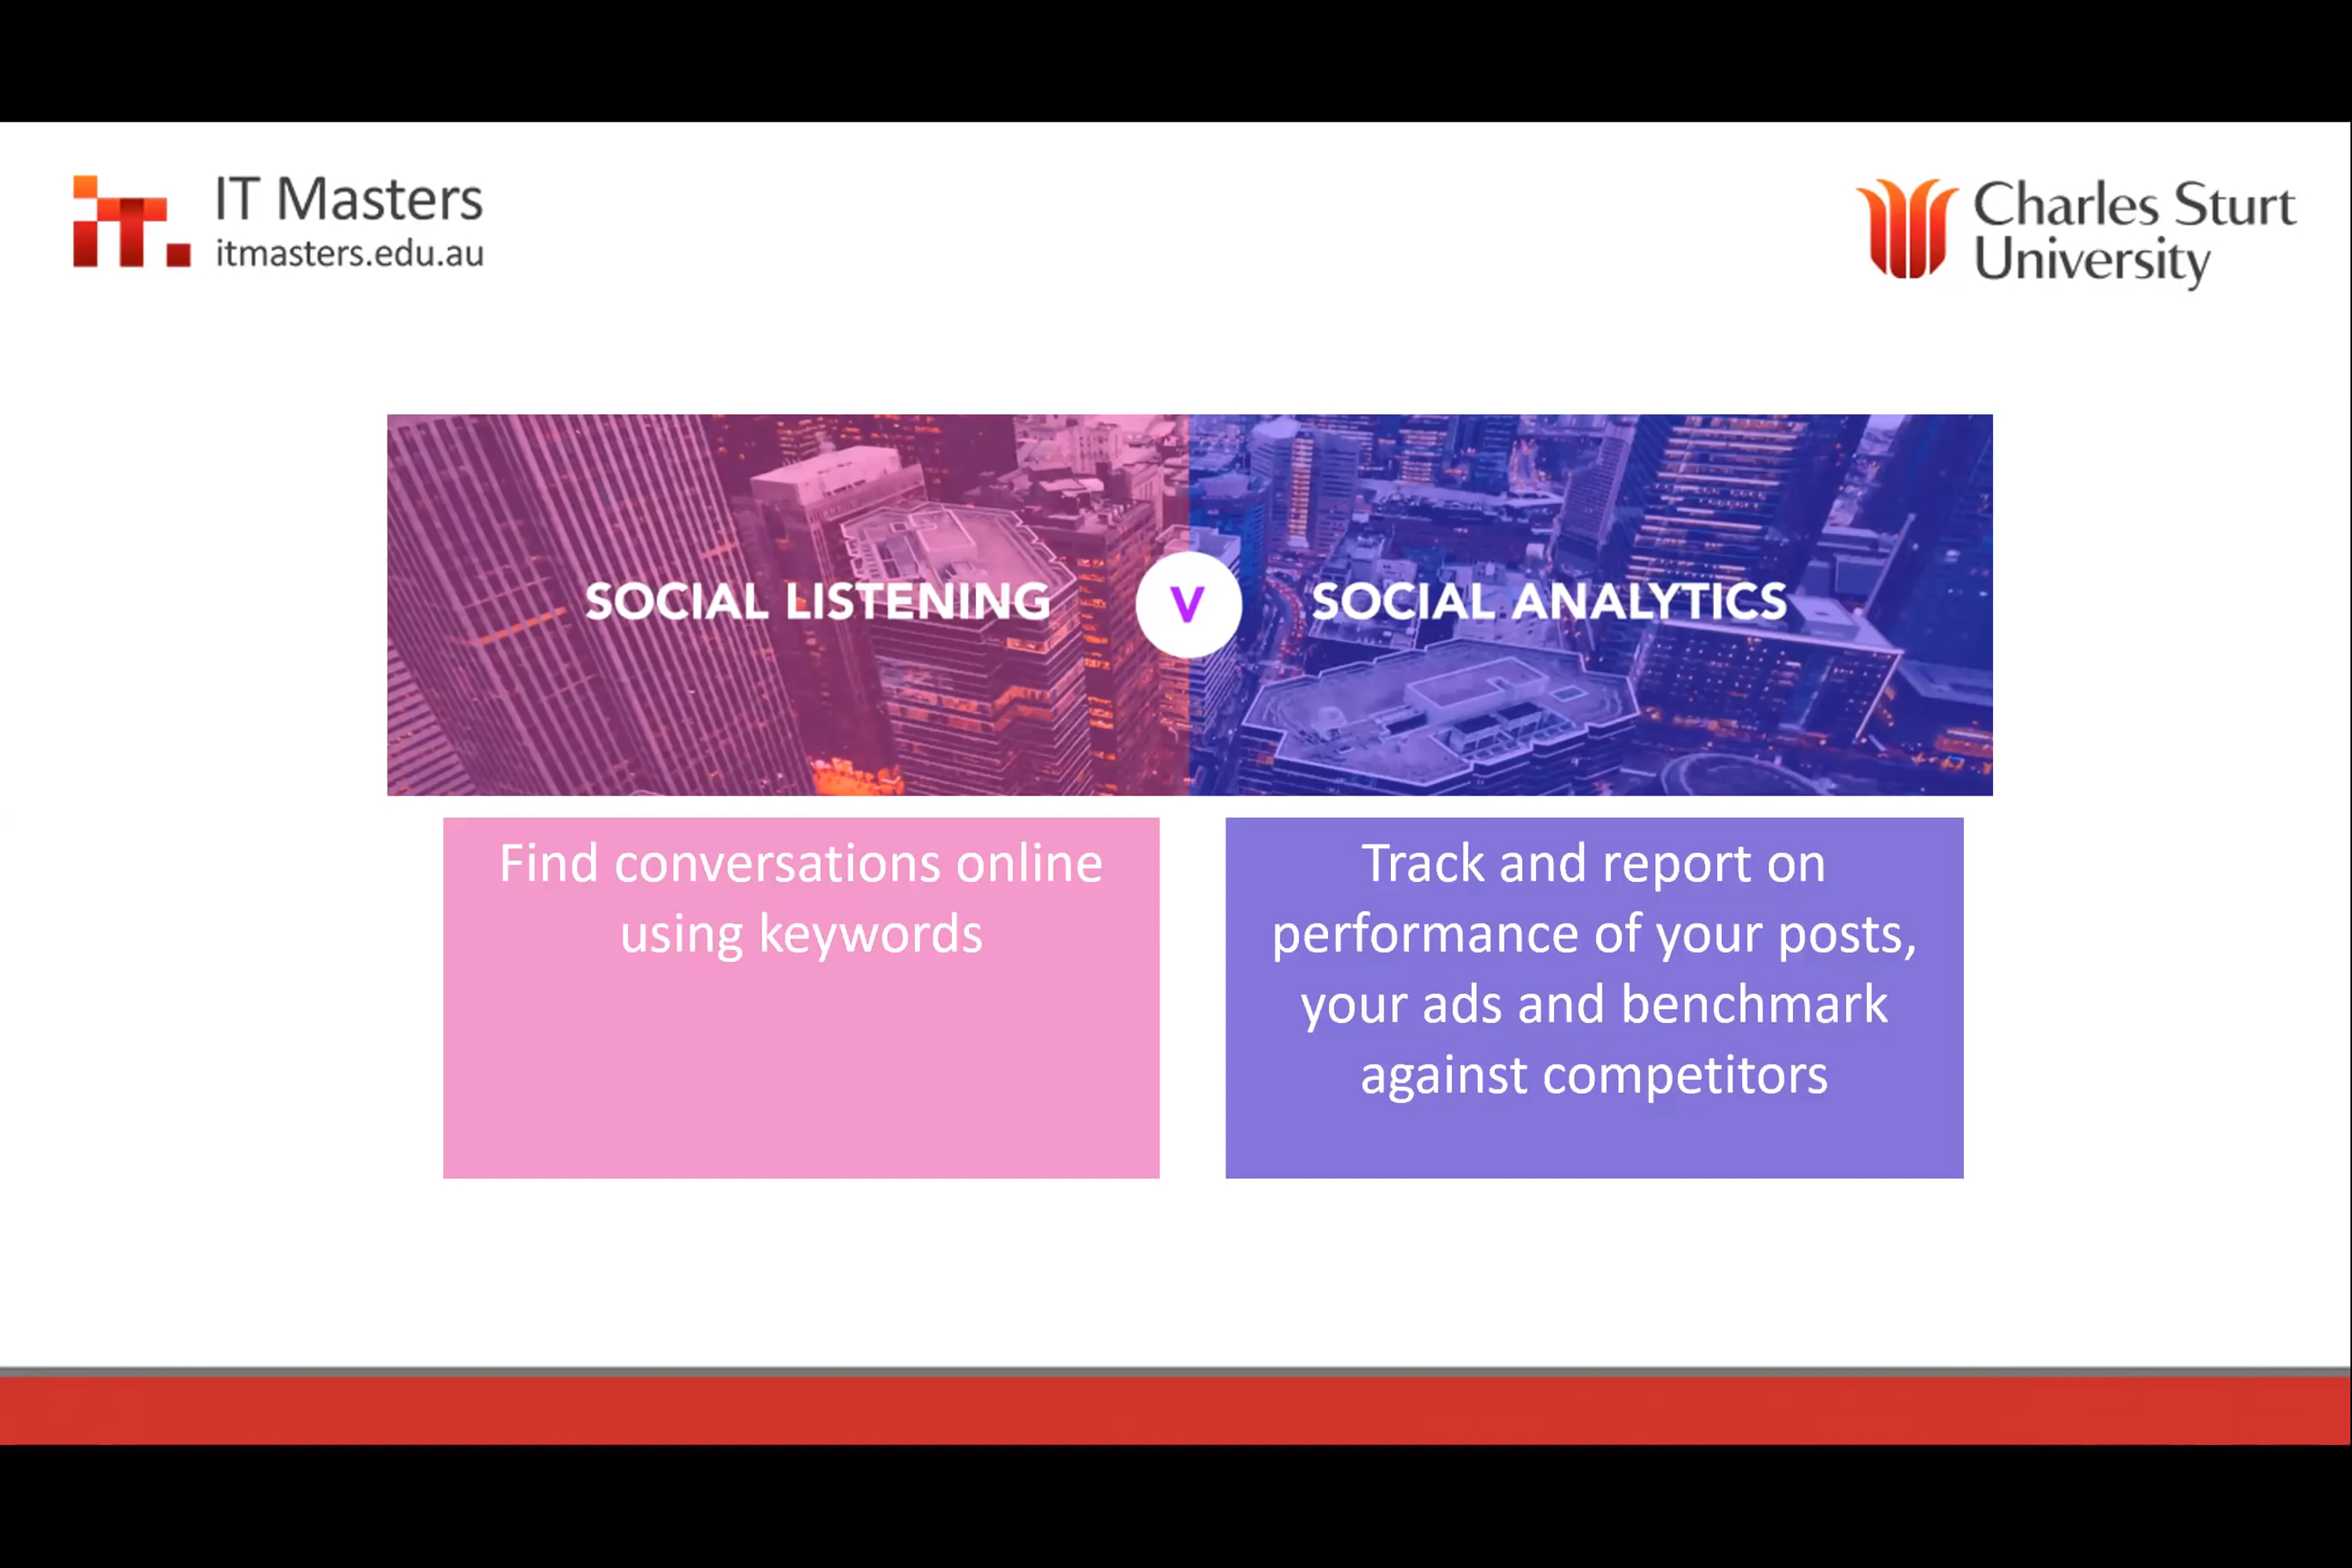 IT Masters
itmasters.edu.au
Charles Sturt
University
SOCIAL LISTENING
V
SOCIAL ANALYTICS
Find conversations online
using keywords
Track and report on
performance of your posts,
your ads and benchmark
against competitors